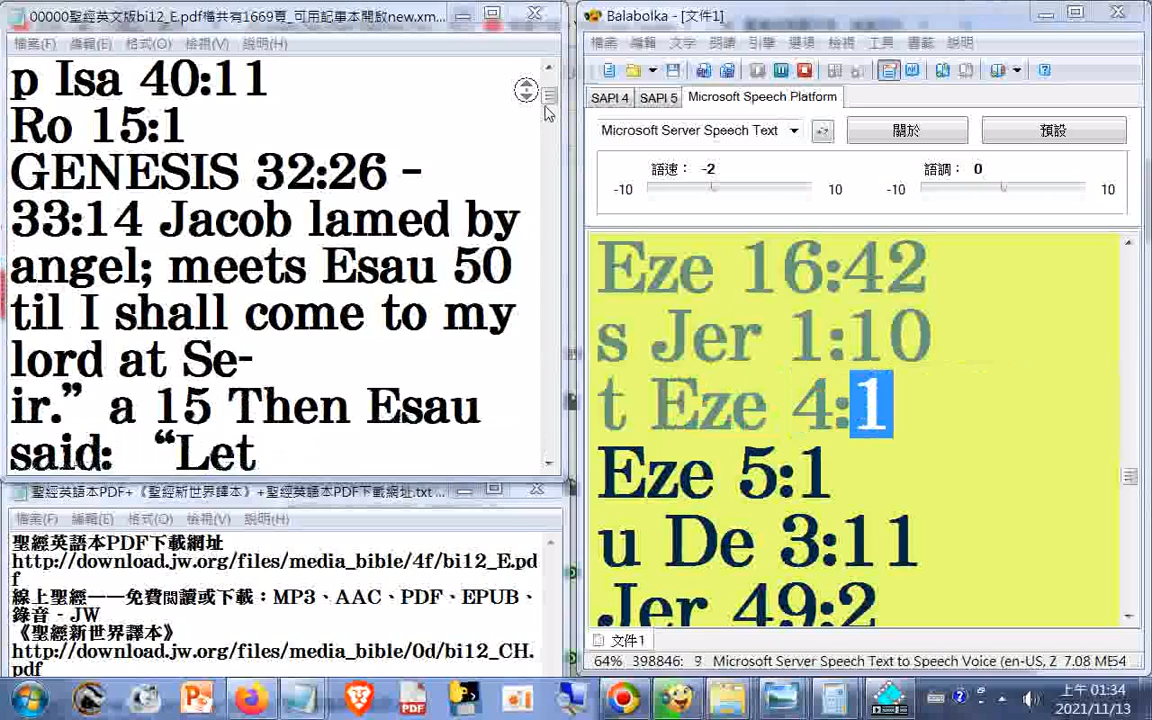 00000聖經英文版bi12_E.pdf檔共有1669頁_可用記事本開啟new.xm...
檔案(F) 編輯(E) 格式(O) 檢視(V) 說明(H)
p Isa 40:11
Ro 15:1
GENESIS 32:26 -
33:14 Jacob lamed by
angel; meets Esau 50
til I shall come to my
lord at Se-
ir.” a 15 Then Esau
said: “Let
聖經英語本PDF+《聖經新世界譯本》+聖經英語本PDF下載網址.txt ...
檔案(F) 編輯(E) 格式(O) 檢視(V) 說明(H)
聖經英語本PDF下載網址
http://download.jw.org/files/media_bible/4f/bi12_E.pd
f
線上聖經——免費閱讀或下載：MP3、AAC、PDF、EPUB、
錄音 - JW
《聖經新世界譯本》
http://download.jw.org/files/media_bible/0d/bi12_CH.
pdf
Balabolka - [文件1]
檔案 編輯 文字 朗讀 引擎 選項 檢視 工具 書籤 說明
SAPI 4 SAPI 5 Microsoft Speech Platform
Microsoft Server Speech Text 關於 預設
語速： -2 語調： 0
-10 10 -10 10
Eze 16:42
s Jer 1:10
t Eze 4:1
Eze 5:1
u De 3:11
Jer 49:2
文件1
64% 398846: 9 Microsoft Server Speech Text to Speech Voice (en-US, Z 7.08 ME54
上午 01:34
2021/11/13